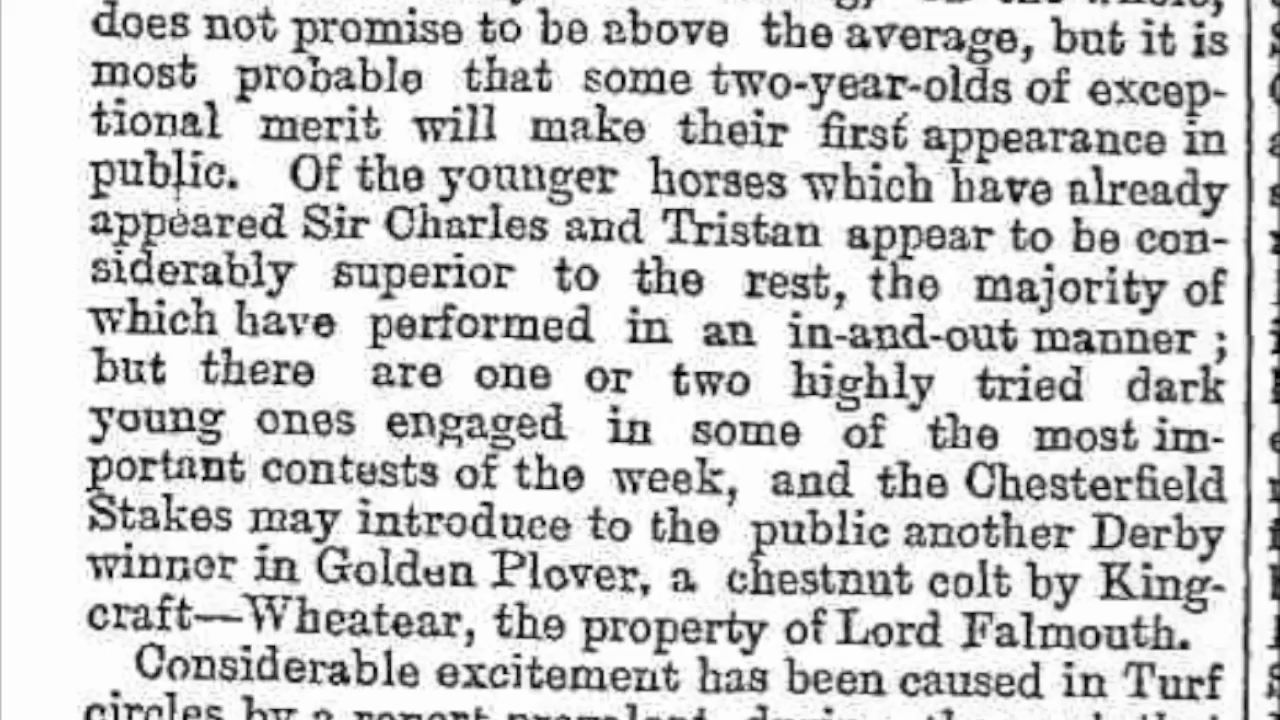 does not promise to be above the average, but it is
most probable that some two-year-olds of excep-
tional merit will make their first appearance in
public. Of the younger horses which have already
appeared Sir Charles and Tristan appear to be con-
siderably superior to the rest, the majority of
which have performed in an in-and-out manner ;
but there are one or two highly tried dark
young ones engaged in some of the most im-
portant contests of the week, and the Chesterfield
Stakes may introduce to the public another Derby
winner in Golden Plover, a chestnut colt by King-
craft—Wheatear, the property of Lord Falmouth.
Considerable excitement has been caused in Turf
circles by a report prevalent